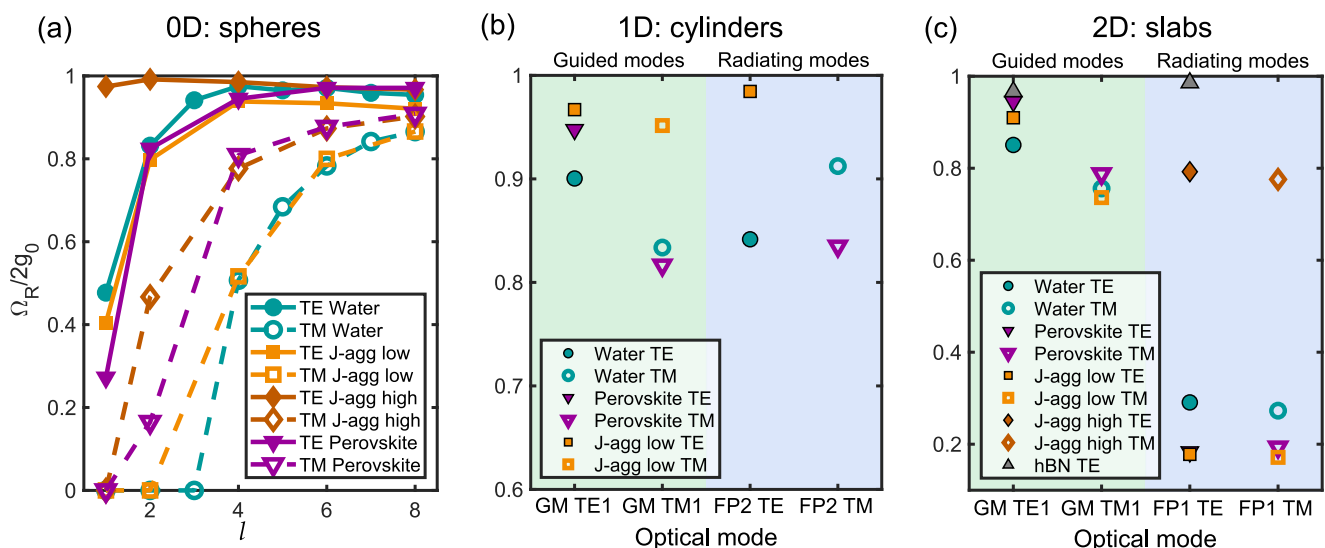 (a)
0D: spheres
Ω_R/2g_0
1
0.8
0.6
0.4
0.2
0
2
4
6
8
l
TE Water
TM Water
TE J-agg low
TM J-agg low
TE J-agg high
TM J-agg high
TE Perovskite
TM Perovskite
(b)
1D: cylinders
Guided modes
Radiating modes
1
0.9
0.8
0.7
0.6
Water TE
Water TM
Perovskite TE
Perovskite TM
J-agg low TE
J-agg low TM
GM TE1
GM TM1
FP2 TE
FP2 TM
Optical mode
(c)
2D: slabs
Guided modes
Radiating modes
1
0.8
0.6
0.4
0.2
Water TE
Water TM
Perovskite TE
Perovskite TM
J-agg low TE
J-agg low TM
J-agg high TE
J-agg high TM
hBN TE
GM TE1
GM TM1
FP1 TE
FP1 TM
Optical mode